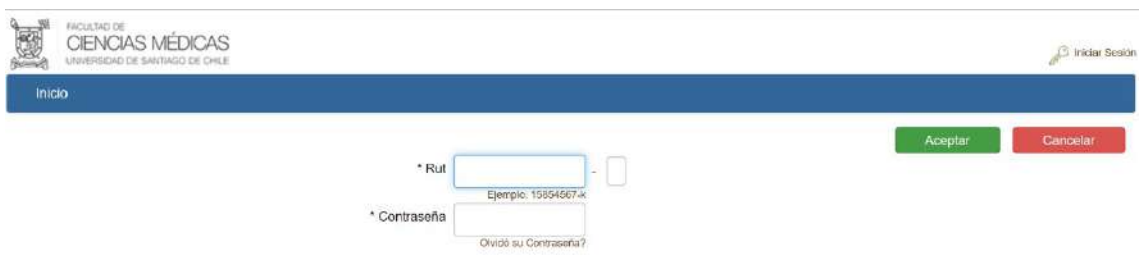 FACULTAD DE
CIENCIAS MÉDICAS
UNIVERSIDAD DE SANTIAGO DE CHILE
Iniciar Sesión
Inicio
Aceptar
Cancelar
* Rut
-
Ejemplo. 15854567-k
* Contraseña
Olvidó su Contraseña?